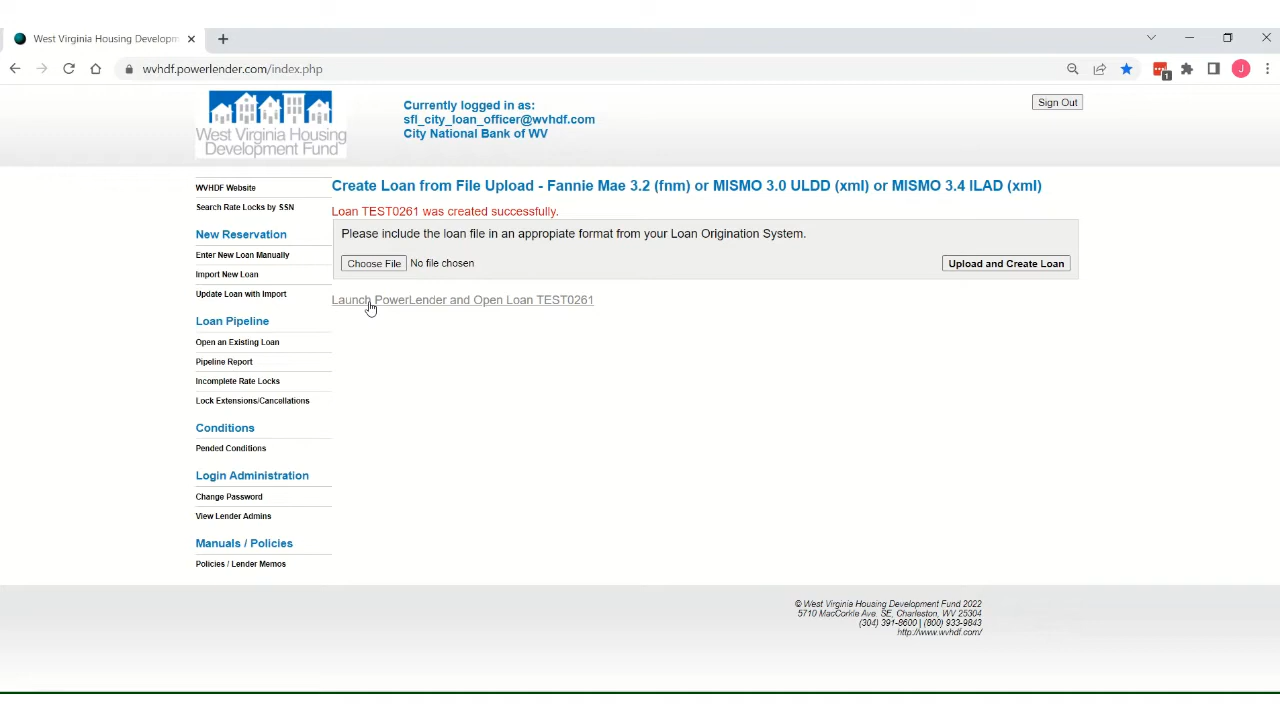 West Virginia Housing Developm
wvhdf.powerlender.com/index.php
1
J
West Virginia Housing
Development Fund
Currently logged in as:
sfl_city_loan_officer@wvhdf.com
City National Bank of WV
Sign Out
WVHDF Website
Search Rate Locks by SSN
New Reservation
Enter New Loan Manually
Import New Loan
Update Loan with Import
Loan Pipeline
Open an Existing Loan
Pipeline Report
Incomplete Rate Locks
Lock Extensions/Cancellations
Conditions
Pended Conditions
Login Administration
Change Password
View Lender Admins
Manuals / Policies
Policies / Lender Memos
Create Loan from File Upload - Fannie Mae 3.2 (fnm) or MISMO 3.0 ULDD (xml) or MISMO 3.4 ILAD (xml)
Loan TEST0261 was created successfully.
Please include the loan file in an appropiate format from your Loan Origination System.
Choose File No file chosen
Upload and Create Loan
Launch PowerLender and Open Loan TEST0261
© West Virginia Housing Development Fund 2022
5710 MacCorkle Ave. SE, Charleston, WV 25304
(304) 391-8600 | (800) 933-9843
http://www.wvhdf.com/